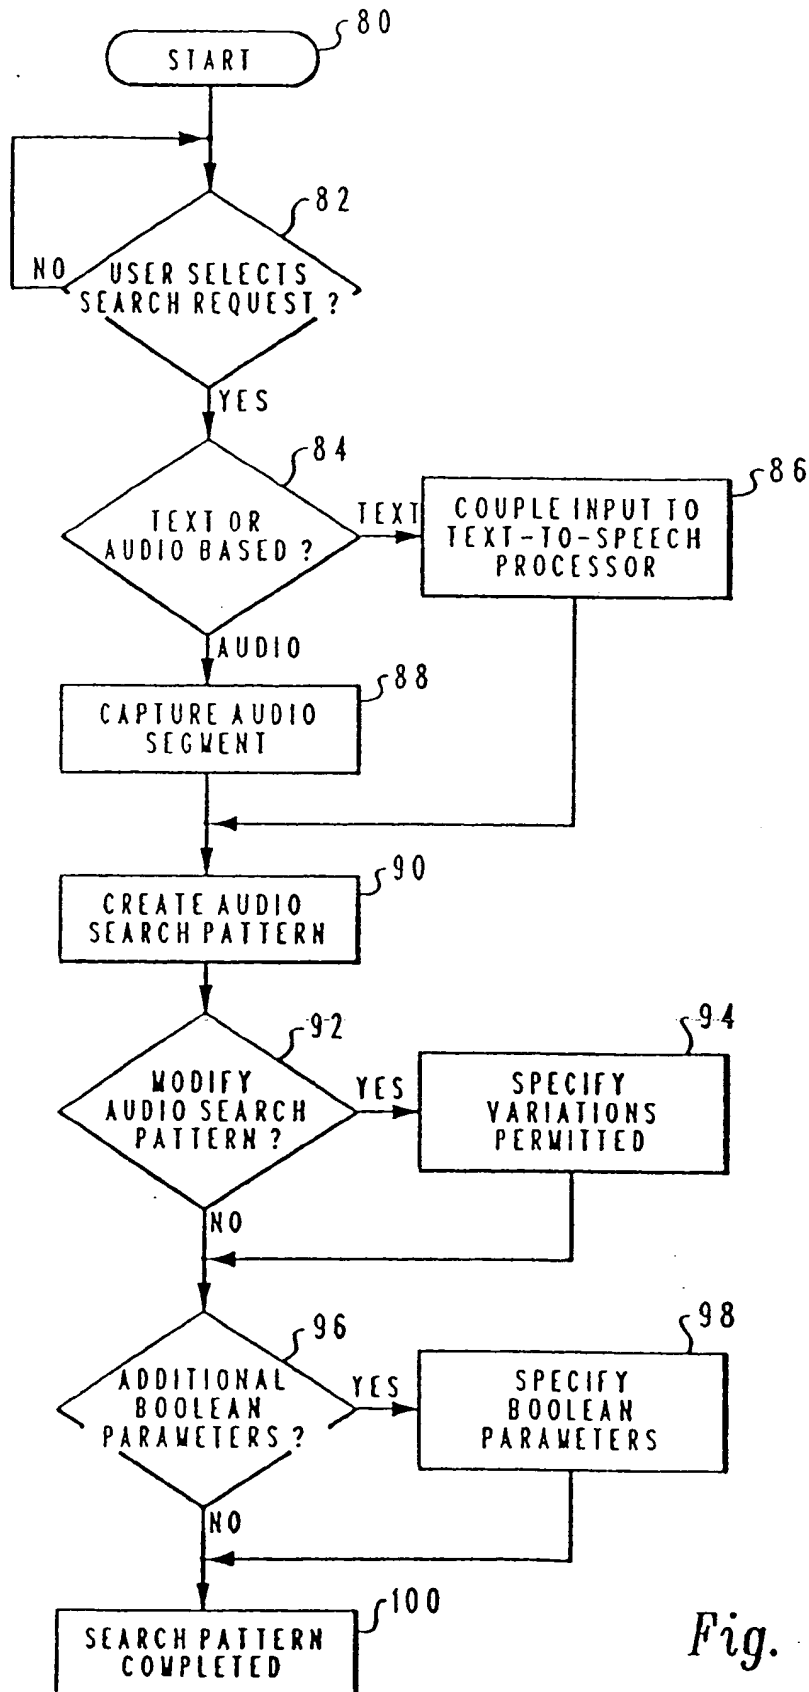 80
START
82
NO
USER SELECTS
SEARCH REQUEST ?
YES
84
TEXT OR
AUDIO BASED ?
TEXT
86
COUPLE INPUT TO
TEXT-TO-SPEECH
PROCESSOR
AUDIO
88
CAPTURE AUDIO
SEGMENT
90
CREATE AUDIO
SEARCH PATTERN
92
MODIFY
AUDIO SEARCH
PATTERN ?
YES
94
SPECIFY
VARIATIONS
PERMITTED
NO
96
ADDITIONAL
BOOLEAN
PARAMETERS ?
YES
98
SPECIFY
BOOLEAN
PARAMETERS
NO
100
SEARCH PATTERN
COMPLETED
Fig.